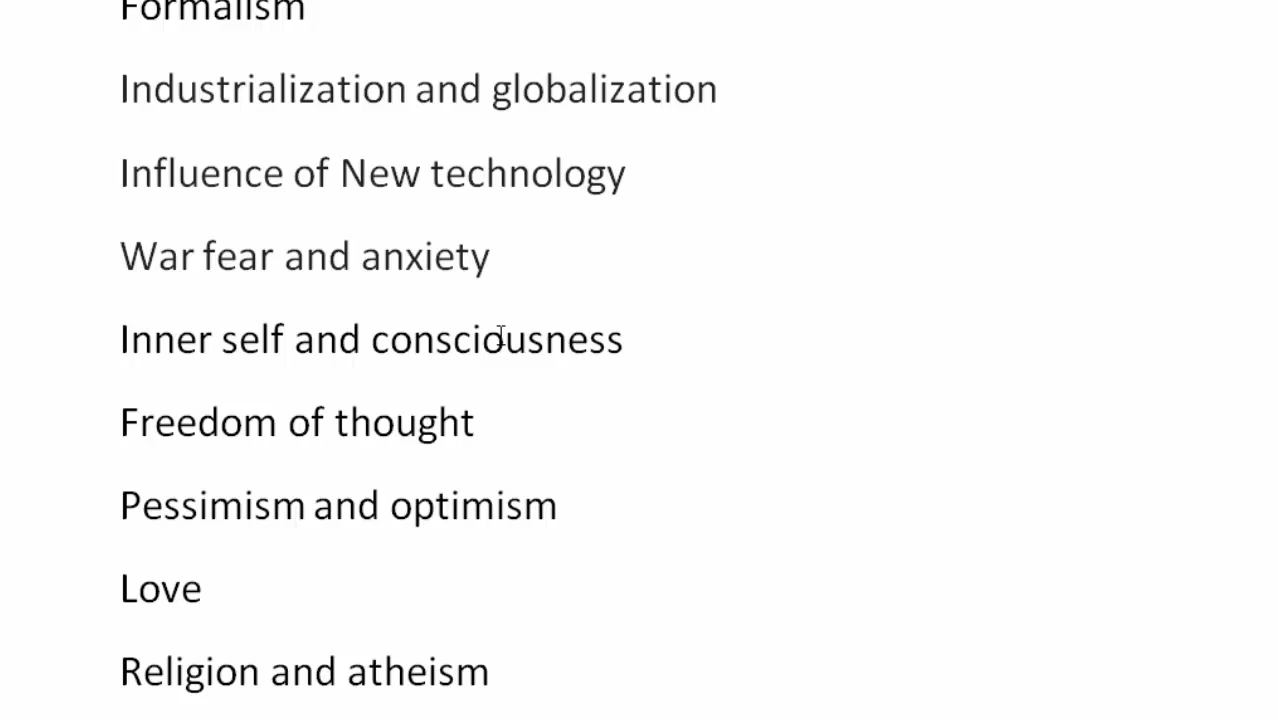 Formalism
Industrialization and globalization
Influence of New technology
War fear and anxiety
Inner self and consciousness
Freedom of thought
Pessimism and optimism
Love
Religion and atheism